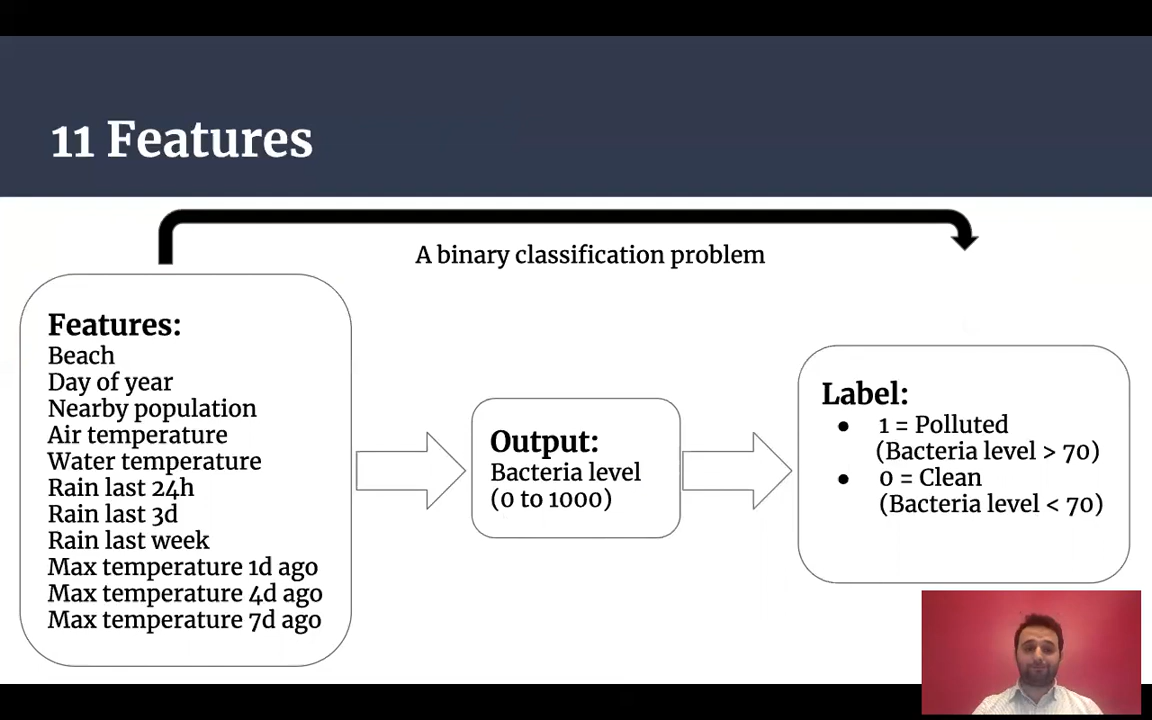 11 Features
A binary classification problem
Features:
Beach
Day of year
Nearby population
Air temperature
Water temperature
Rain last 24h
Rain last 3d
Rain last week
Max temperature 1d ago
Max temperature 4d ago
Max temperature 7d ago
Output:
Bacteria level
(0 to 1000)
Label:
● 1 = Polluted
(Bacteria level > 70)
● 0 = Clean
(Bacteria level < 70)